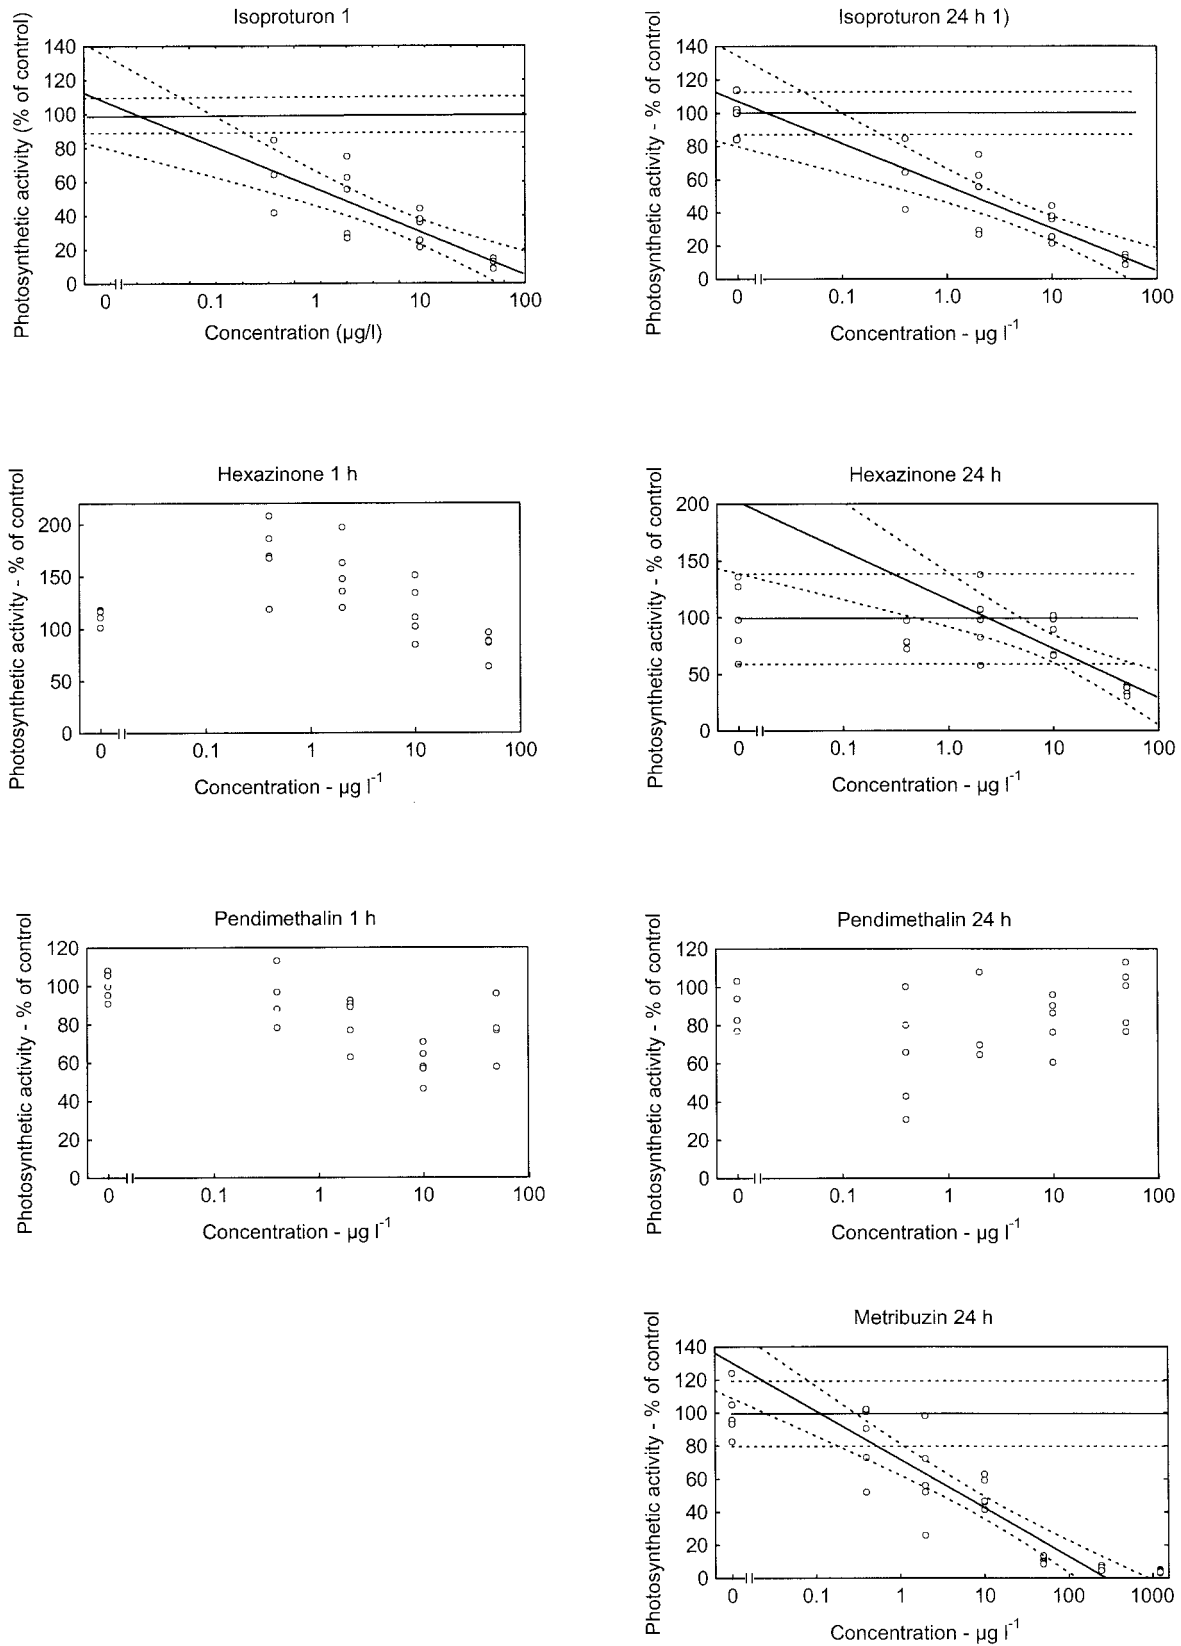 Isoproturon 1
Photosynthetic activity (% of control)
140
120
100
80
60
40
20
0
0 0.1 1 10 100
Concentration (µg/l)
Isoproturon 24 h 1)
Photosynthetic activity - % of control
140
120
100
80
60
40
20
0
0 0.1 1.0 10 100
Concentration - µg l-1
Hexazinone 1 h
Photosynthetic activity - % of control
200
150
100
50
0
0 0.1 1 10 100
Concentration - µg l-1
Hexazinone 24 h
Photosynthetic activity - % of control
200
150
100
50
0
0 0.1 1.0 10 100
Concentration - µg l-1
Pendimethalin 1 h
Photosynthetic activity - % of control
120
100
80
60
40
20
0
0 0.1 1 10 100
Concentration - µg l-1
Pendimethalin 24 h
Photosynthetic activity - % of control
120
100
80
60
40
20
0
0 0.1 1 10 100
Concentration - µg l-1
Metribuzin 24 h
Photosynthetic activity - % of control
140
120
100
80
60
40
20
0
0 0.1 1 10 100 1000
Concentration - µg l-1